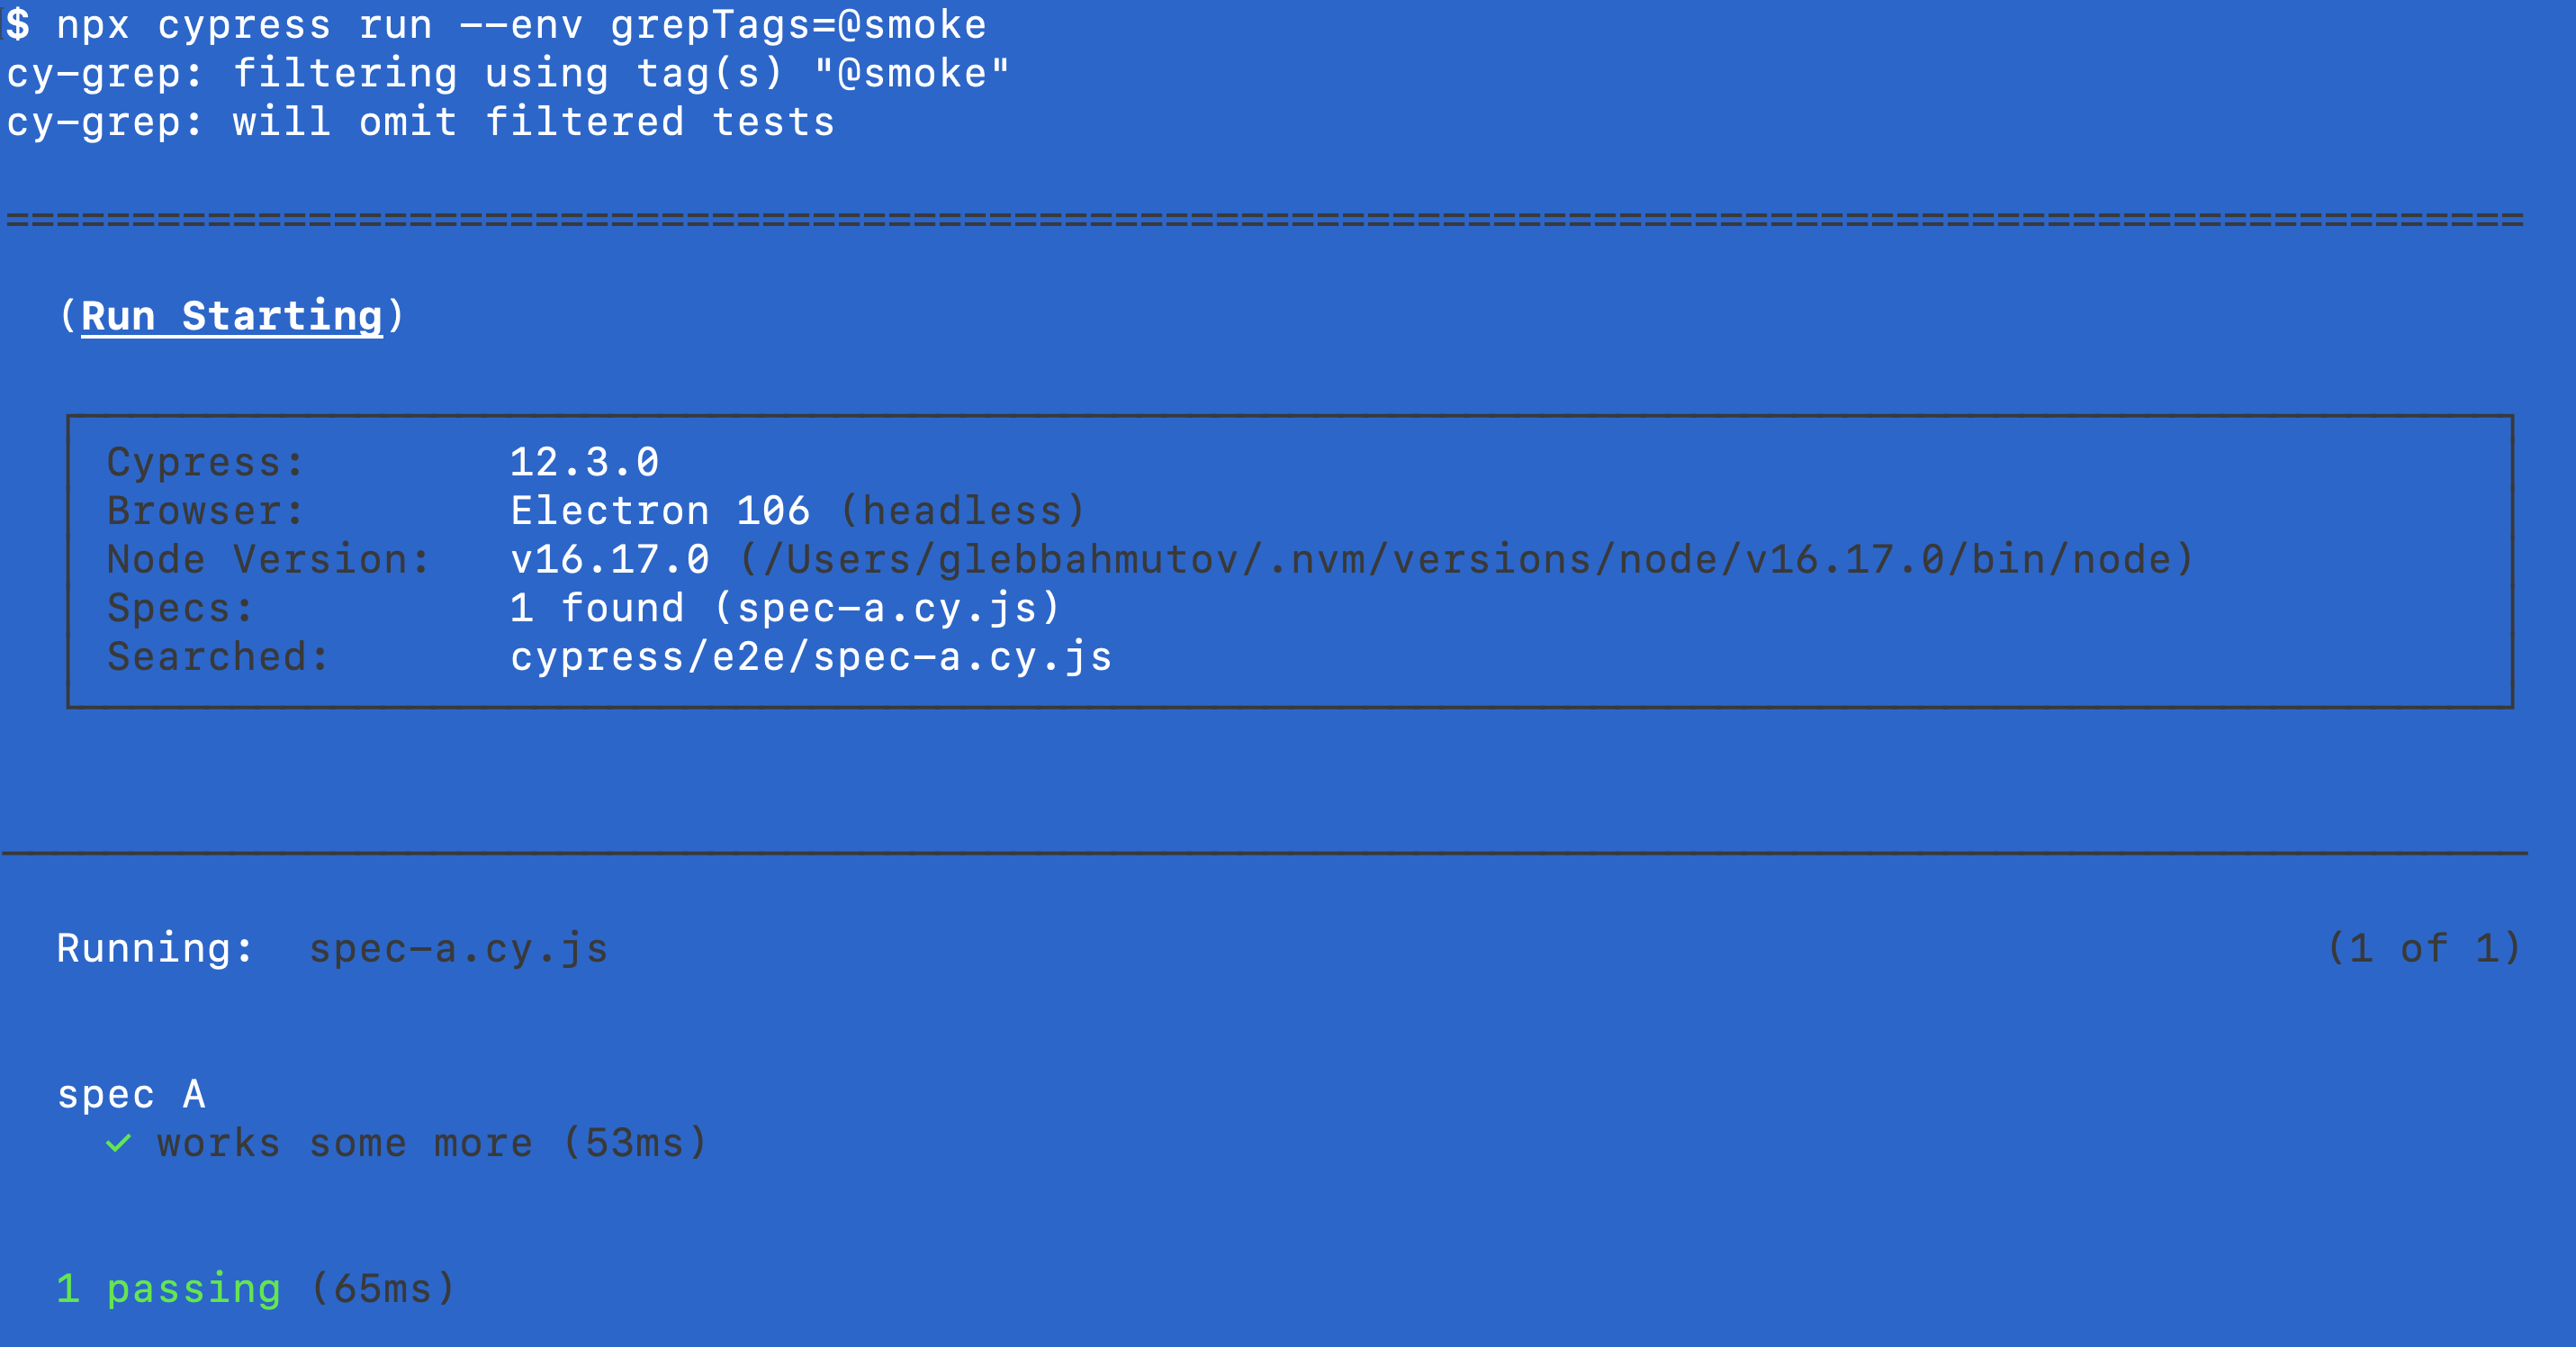 $ npx cypress run --env grepTags=@smoke
cy-grep: filtering using tag(s) "@smoke"
cy-grep: will omit filtered tests
====================================================================================================
(Run Starting)
Cypress: 12.3.0
Browser: Electron 106 (headless)
Node Version: v16.17.0 (/Users/glebbahmutov/.nvm/versions/node/v16.17.0/bin/node)
Specs: 1 found (spec-a.cy.js)
Searched: cypress/e2e/spec-a.cy.js
Running: spec-a.cy.js (1 of 1)
spec A
✓ works some more (53ms)
1 passing (65ms)